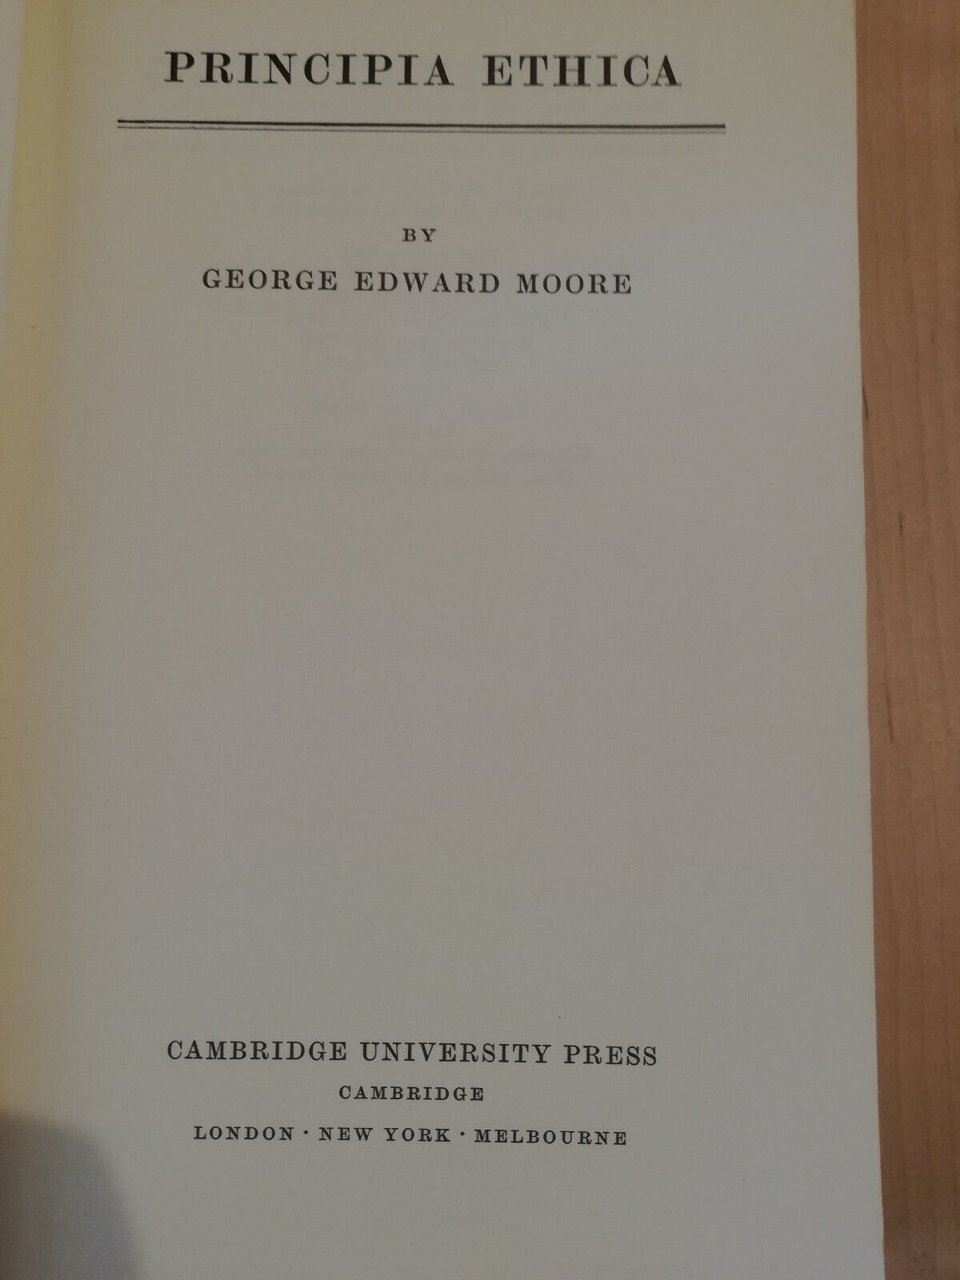 PRINCIPIA ETHICA
BY
GEORGE EDWARD MOORE
CAMBRIDGE UNIVERSITY PRESS
CAMBRIDGE
LONDON · NEW YORK · MELBOURNE